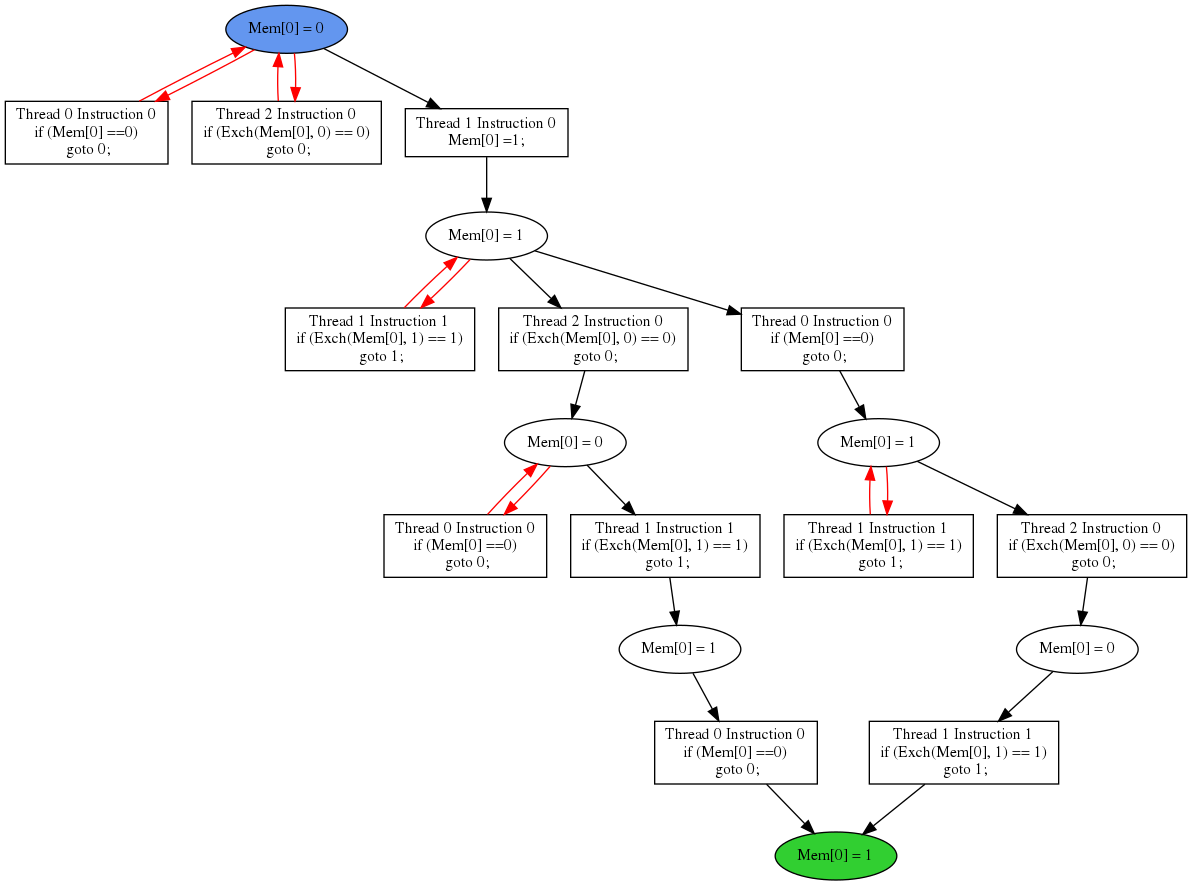 Mem[0] = 0
Thread 0 Instruction 0
if (Mem[0] ==0)
goto 0;
Thread 2 Instruction 0
if (Exch(Mem[0], 0) == 0)
goto 0;
Thread 1 Instruction 0
Mem[0] =1;
Mem[0] = 1
Thread 1 Instruction 1
if (Exch(Mem[0], 1) == 1)
goto 1;
Thread 2 Instruction 0
if (Exch(Mem[0], 0) == 0)
goto 0;
Thread 0 Instruction 0
if (Mem[0] ==0)
goto 0;
Mem[0] = 0
Mem[0] = 1
Thread 0 Instruction 0
if (Mem[0] ==0)
goto 0;
Thread 1 Instruction 1
if (Exch(Mem[0], 1) == 1)
goto 1;
Thread 1 Instruction 1
if (Exch(Mem[0], 1) == 1)
goto 1;
Thread 2 Instruction 0
if (Exch(Mem[0], 0) == 0)
goto 0;
Mem[0] = 1
Mem[0] = 0
Thread 0 Instruction 0
if (Mem[0] ==0)
goto 0;
Thread 1 Instruction 1
if (Exch(Mem[0], 1) == 1)
goto 1;
Mem[0] = 1